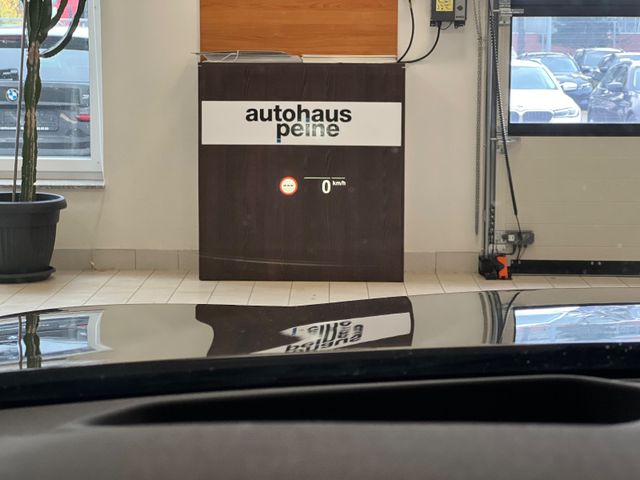 autohaus
peine
---
0 km/h